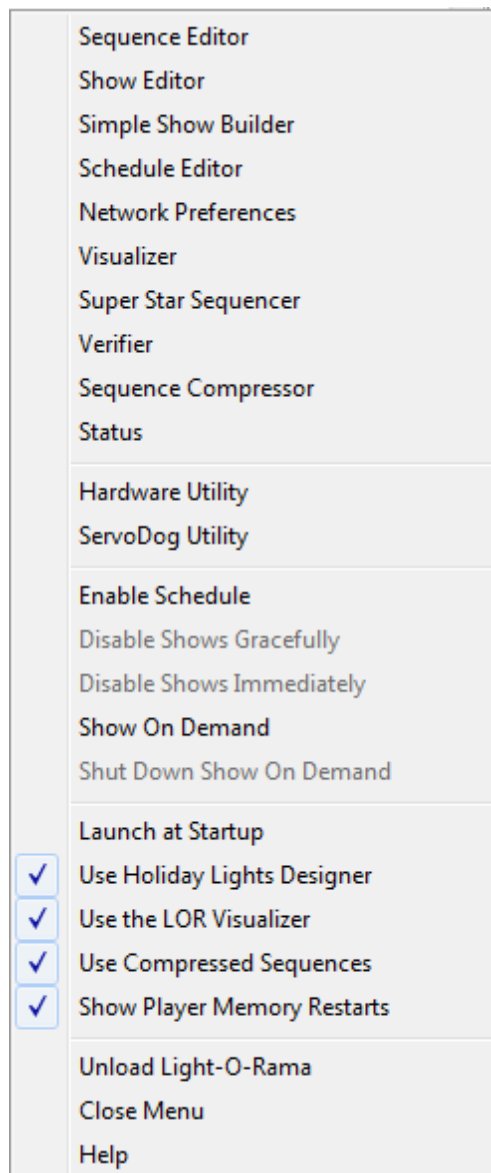 Sequence Editor
Show Editor
Simple Show Builder
Schedule Editor
Network Preferences
Visualizer
Super Star Sequencer
Verifier
Sequence Compressor
Status
Hardware Utility
ServoDog Utility
Enable Schedule
Disable Shows Gracefully
Disable Shows Immediately
Show On Demand
Shut Down Show On Demand
Launch at Startup
Use Holiday Lights Designer
Use the LOR Visualizer
Use Compressed Sequences
Show Player Memory Restarts
Unload Light-O-Rama
Close Menu
Help